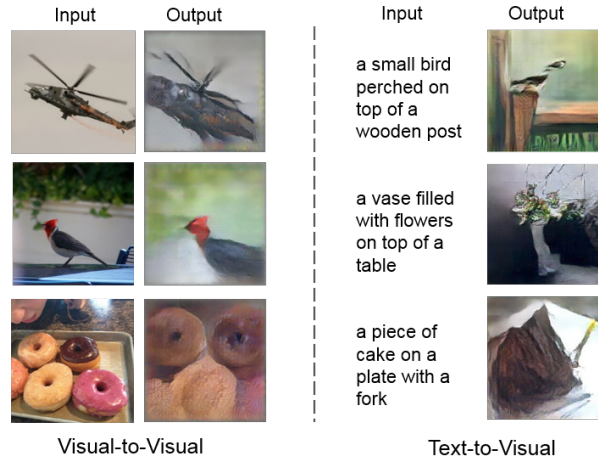 Input
Output
Input
Output
a small bird
perched on
top of a
wooden post
a vase filled
with flowers
on top of a
table
a piece of
cake on a
plate with a
fork
Visual-to-Visual
Text-to-Visual